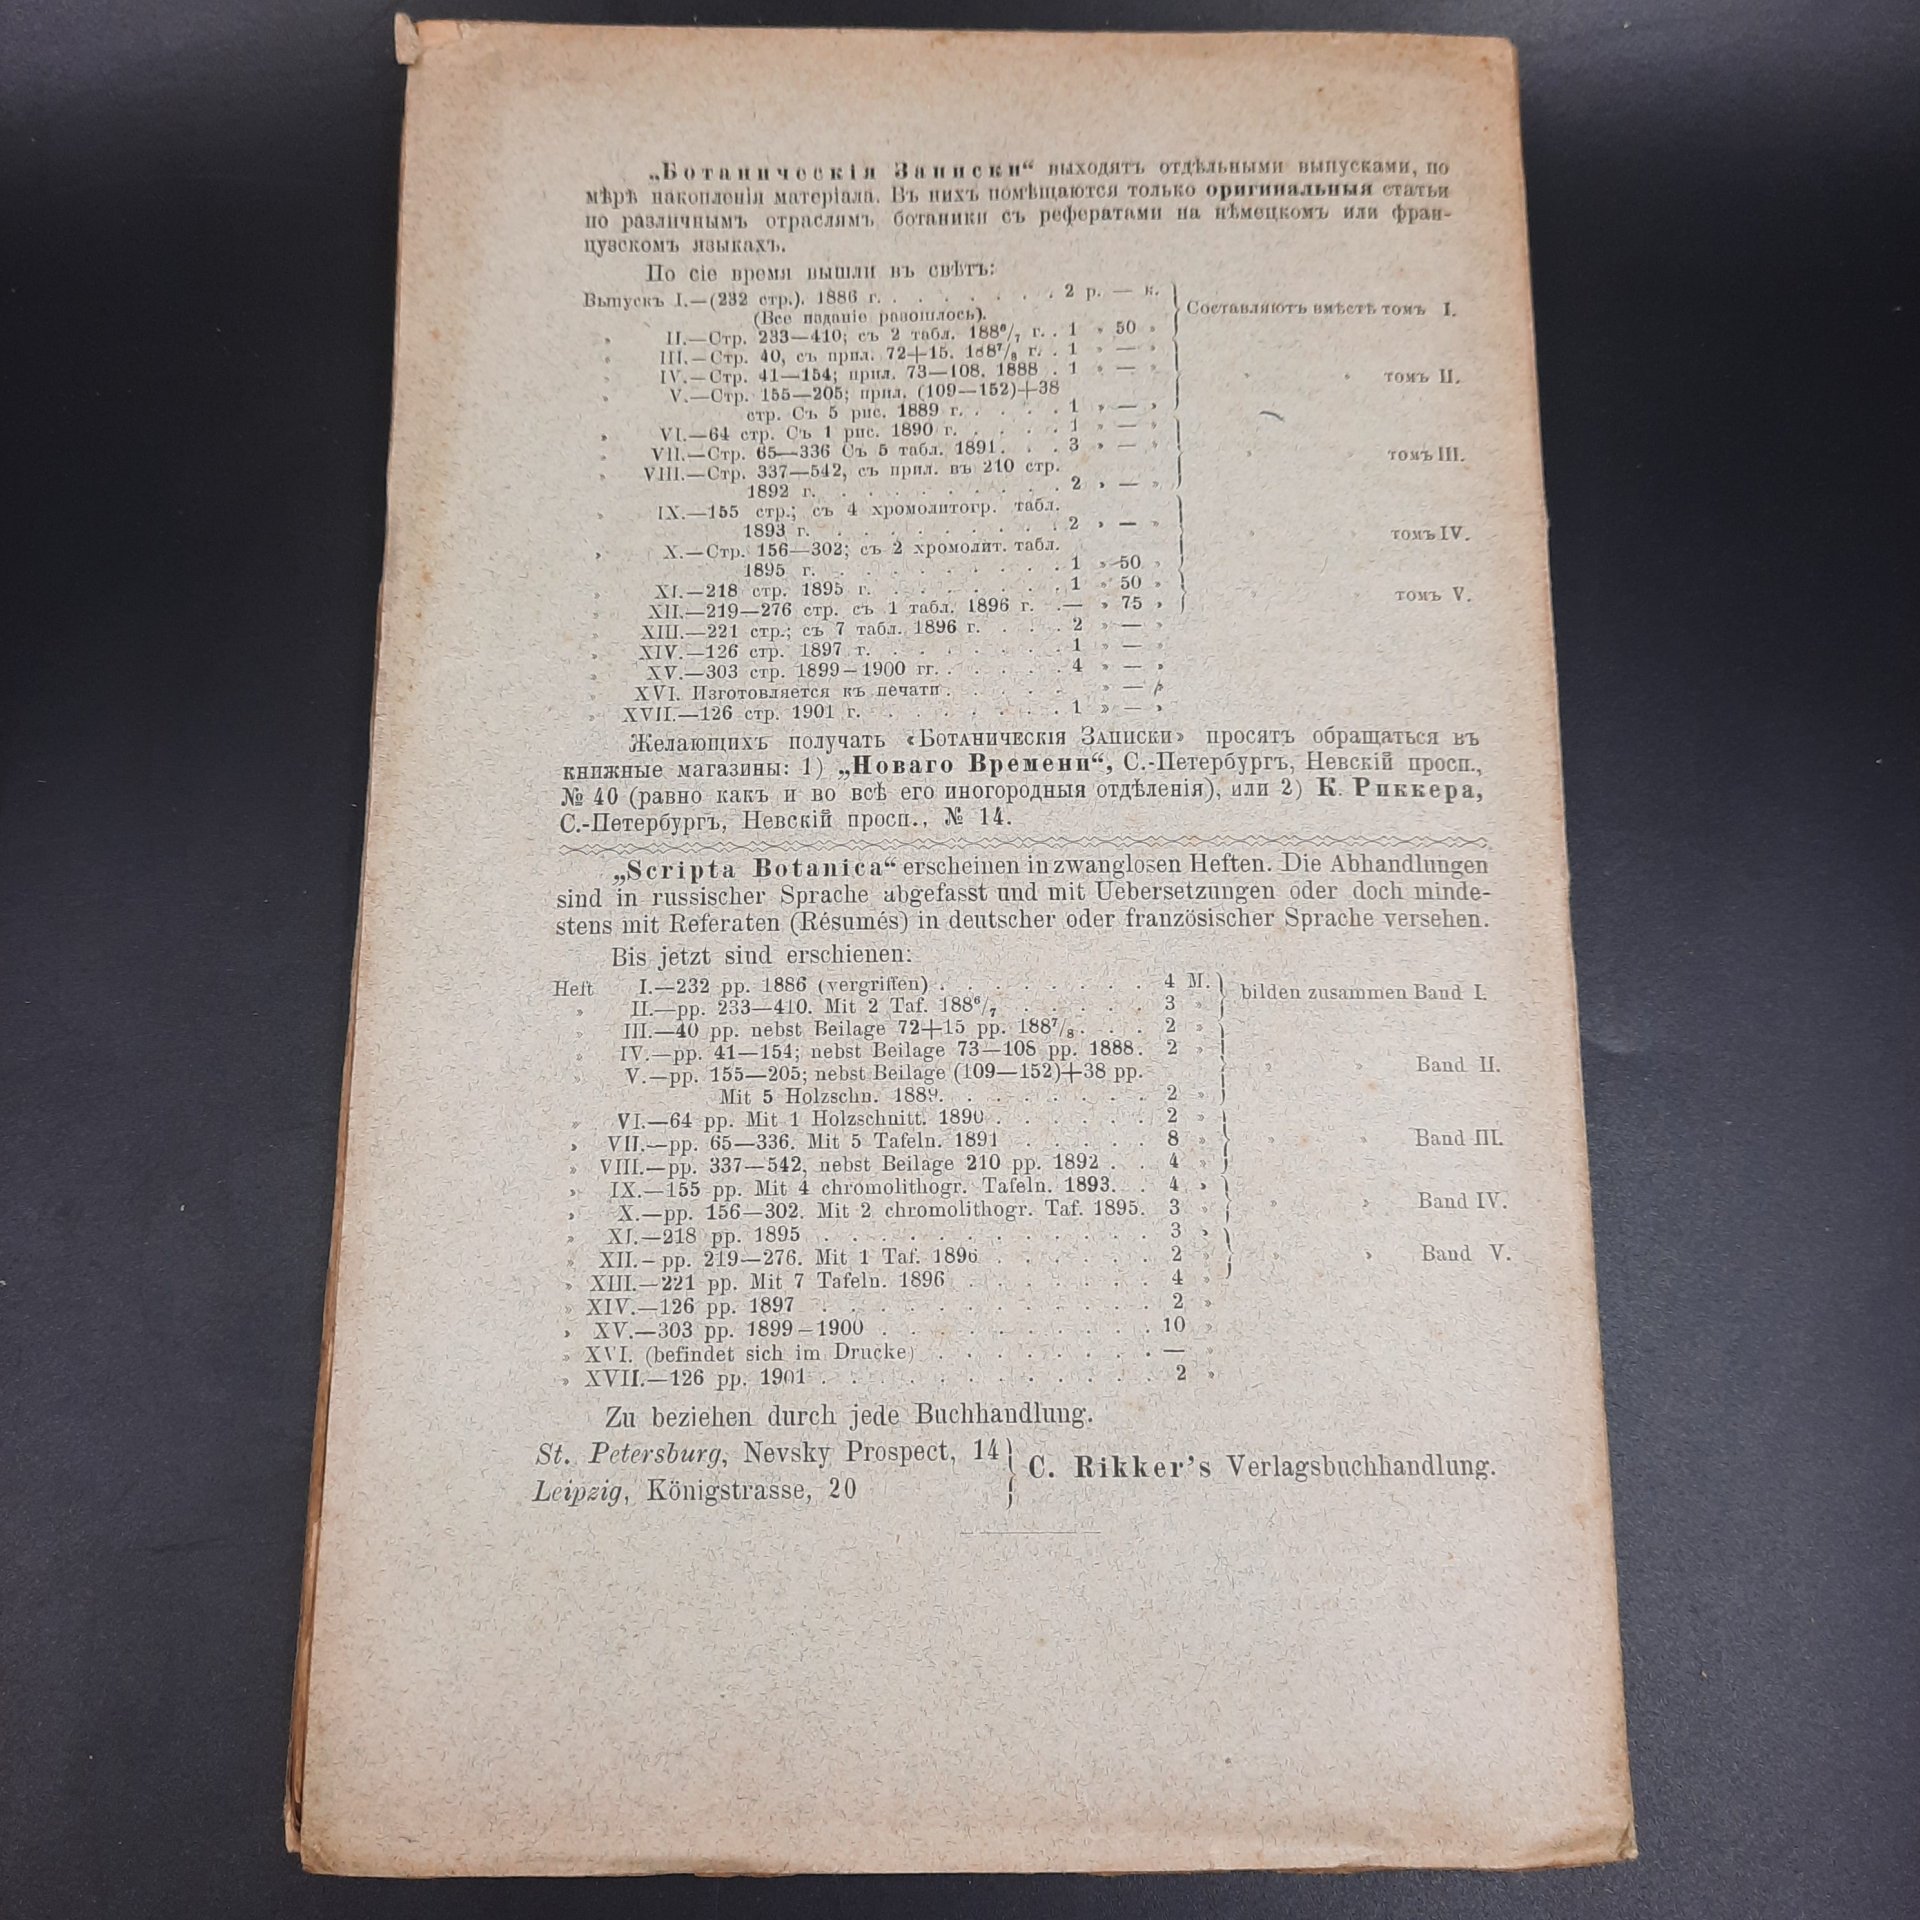 „Ботаническія Записки“ выходятъ отдѣльными выпусками, по
мѣрѣ накопленія матеріала. Въ нихъ помѣщаются только оригинальныя статьи
по различнымъ отраслямъ ботаники съ рефератами на нѣмецкомъ или фран-
цузскомъ языкахъ.
По сіе время вышли въ свѣтъ:
Выпускъ I.—(232 стр.). 1886 г. . . . . . . . 2 р. — к. Составляютъ вмѣстѣ томъ I.
(Все изданіе разошлось).
» II.—Стр. 233—410; съ 2 табл. 188⁶/₇ г. . 1 » 50 »
» III.—Стр. 40, съ прил. 72+15. 188⁷/₈ г. . 1 » — »
» IV.—Стр. 41—154; прил. 73—108. 1888 . 1 » — » » » томъ II.
» V.—Стр. 155—205; прил. (109—152)+38
стр. Съ 5 рис. 1889 г. . . . . 1 » — »
» VI.—64 стр. Съ 1 рис. 1890 г. . . . . 1 » — »
» VII.—Стр. 65—336 Съ 5 табл. 1891. . . 3 » — » » » томъ III.
» VIII.—Стр. 337—542, съ прил. въ 210 стр.
1892 г. . . . . . . . . . 2 » — »
» IX.—155 стр.; съ 4 хромолитогр. табл.
1893 г. . . . . . . . . . 2 » — » » » томъ IV.
» X.—Стр. 156—302; съ 2 хромолит. табл.
1895 г. . . . . . . . . . 1 » 50 »
» XI.—218 стр. 1895 г. . . . . . . . 1 » 50 » » » томъ V.
» XII.—219—276 стр. съ 1 табл. 1896 г. .— » 75 »
» XIII.—221 стр.; съ 7 табл. 1896 г. . . . . 2 » — »
» XIV.—126 стр. 1897 г. . . . . . . . 1 » — »
» XV.—303 стр. 1899—1900 гг. . . . . . 4 » — »
» XVI. Изготовляется къ печати . . . . . » — »
» XVII.—126 стр. 1901 г. . . . . . . . 1 » — »
Желающихъ получать «Ботаническія Записки» просятъ обращаться въ
книжные магазины: 1) „Новаго Времени“, С.-Петербургъ, Невскій просп.,
№ 40 (равно какъ и во всѣ его иногородныя отдѣленія), или 2) К. Риккера,
С.-Петербургъ, Невскій просп., № 14.
„Scripta Botanica“ erscheinen in zwanglosen Heften. Die Abhandlungen
sind in russischer Sprache abgefasst und mit Uebersetzungen oder doch minde-
stens mit Referaten (Résumés) in deutscher oder französischer Sprache versehen.
Bis jetzt sind erschienen:
Heft I.—232 pp. 1886 (vergriffen) . . . . . . . . 4 M. bilden zusammen Band I.
» II.—pp. 233—410. Mit 2 Taf. 188⁶/₇ . . . . . 3 »
» III.—40 pp. nebst Beilage 72+15 pp. 188⁷/₈ . . . 2 »
» IV.—pp. 41—154; nebst Beilage 73—108 pp. 1888. 2 » » » Band II.
» V.—pp. 155—205; nebst Beilage (109—152)+38 pp.
Mit 5 Holzschn. 1889. . . . . . . . . 2 »
» VI.—64 pp. Mit 1 Holzschnitt. 1890 . . . . . . 2 »
» VII.—pp. 65—336. Mit 5 Tafeln. 1891 . . . . . 8 » » » Band III.
» VIII.—pp. 337—542, nebst Beilage 210 pp. 1892 . . 4 »
» IX.—155 pp. Mit 4 chromolithogr. Tafeln. 1893. . 4 »
» X.—pp. 156—302. Mit 2 chromolithogr. Taf. 1895. 3 » » » Band IV.
» XI.—218 pp. 1895 . . . . . . . . . . . . 3 »
» XII.—pp. 219—276. Mit 1 Taf. 1896 . . . . . . 2 » » » Band V.
» XIII.—221 pp. Mit 7 Tafeln. 1896 . . . . . . . 4 »
» XIV.—126 pp. 1897 . . . . . . . . . . . . 2 »
» XV.—303 pp. 1899—1900 . . . . . . . . . . 10 »
» XVI. (befindet sich im Drucke) . . . . . . . . — »
» XVII.—126 pp. 1901 . . . . . . . . . . . . 2 »
Zu beziehen durch jede Buchhandlung.
St. Petersburg, Nevsky Prospect, 14
C. Rikker's Verlagsbuchhandlung.
Leipzig, Königstrasse, 20